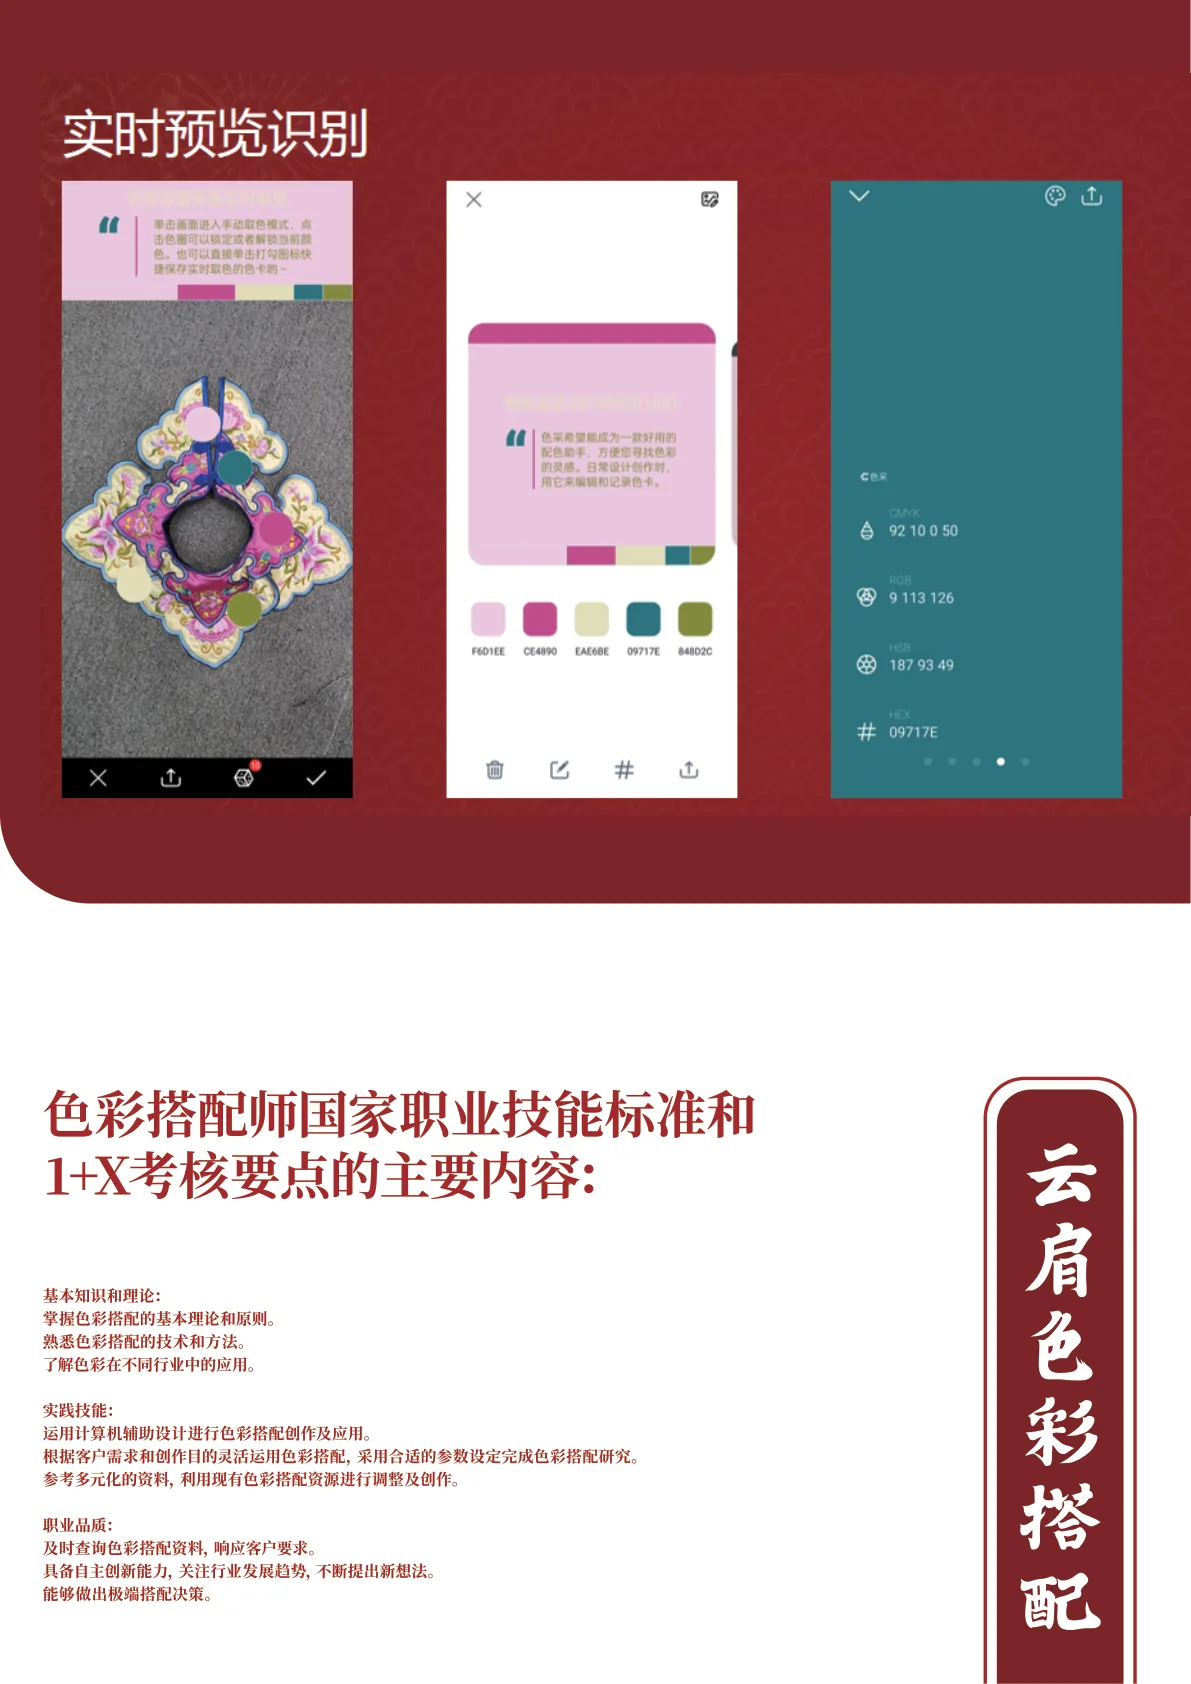 实时预览识别
单击画面进入手动取色模式，点
击色圈可以锁定或者解锁当前颜
色。也可以直接单击打勾图标快
捷保存实时取色的色卡哟~
10
色采希望能成为一款好用的
配色助手，方便您寻找色彩
的灵感。日常设计创作时，
用它来编辑和记录色卡。
F6D1EE CE4890 EAE6BE 09717E 848D2C
C色采
CMYK
92 10 0 50
RGB
9 113 126
HSB
187 93 49
HEX
09717E
色彩搭配师国家职业技能标准和
1+X考核要点的主要内容：
基本知识和理论：
掌握色彩搭配的基本理论和原则。
熟悉色彩搭配的技术和方法。
了解色彩在不同行业中的应用。
实践技能：
运用计算机辅助设计进行色彩搭配创作及应用。
根据客户需求和创作目的灵活运用色彩搭配，采用合适的参数设定完成色彩搭配研究。
参考多元化的资料，利用现有色彩搭配资源进行调整及创作。
职业品质：
及时查询色彩搭配资料，响应客户要求。
具备自主创新能力，关注行业发展趋势，不断提出新想法。
能够做出极端搭配决策。
云肩色彩搭配